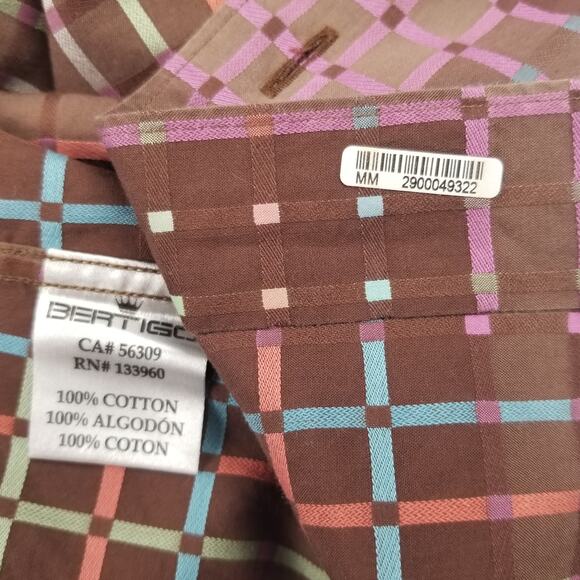 MM 2900049322
BERTIGO
CA# 56309
RN# 133960
100% COTTON
100% ALGODÓN
100% COTON